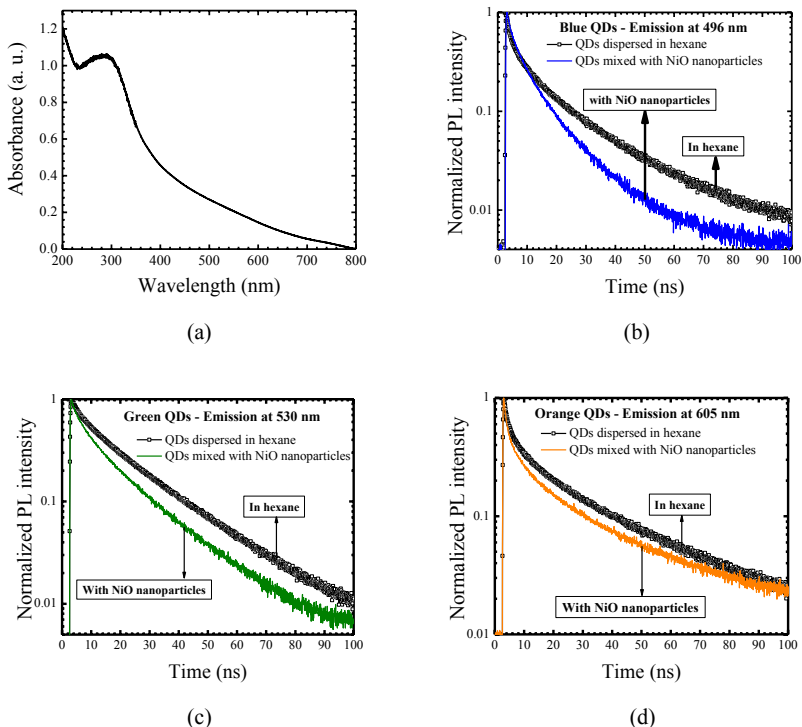 1.2
1.0
0.8
0.6
0.4
0.2
0.0
Absorbance (a. u.)
200 300 400 500 600 700 800
Wavelength (nm)
(a)
Blue QDs - Emission at 496 nm
QDs dispersed in hexane
QDs mixed with NiO nanoparticles
with NiO nanoparticles
In hexane
1
0.1
0.01
Normalized PL intensity
0 10 20 30 40 50 60 70 80 90 100
Time (ns)
(b)
Green QDs - Emission at 530 nm
QDs dispersed in hexane
QDs mixed with NiO nanoparticles
In hexane
With NiO nanoparticles
1
0.1
0.01
Normalized PL intensity
0 10 20 30 40 50 60 70 80 90 100
Time (ns)
(c)
Orange QDs - Emission at 605 nm
QDs dispersed in hexane
QDs mixed with NiO nanoparticles
In hexane
With NiO nanoparticles
1
0.1
0.01
Normalized PL intensity
0 10 20 30 40 50 60 70 80 90 100
Time (ns)
(d)